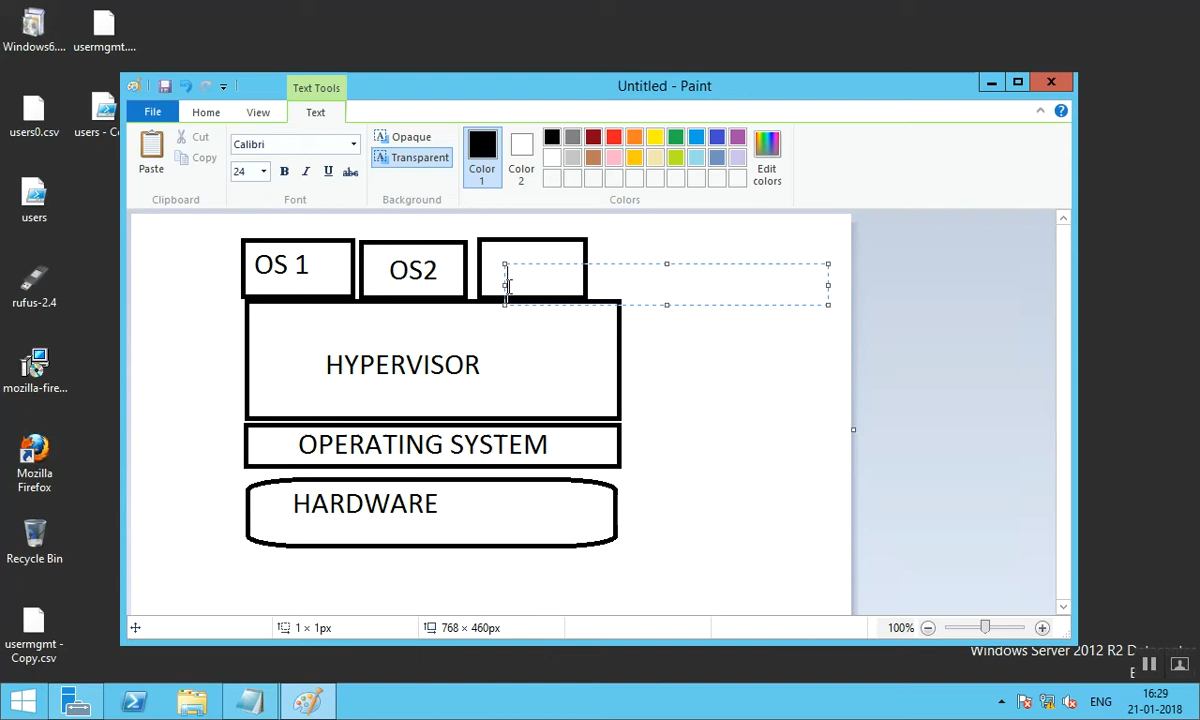 Windows6....
usermgmt....
users0.csv
users - Co
users
rufus-2.4
mozilla-fire...
Mozilla
Firefox
Recycle Bin
usermgmt -
Copy.csv
Untitled - Paint
Text Tools
File
Home
View
Text
Paste
Cut
Copy
Clipboard
Calibri
24
B I U abc
Font
Opaque
Transparent
Background
Color
1
Color
2
Edit
colors
Colors
OS 1
OS2
HYPERVISOR
OPERATING SYSTEM
HARDWARE
1 × 1px
768 × 460px
100%
Windows Server 2012 R2 D
ENG
16:29
21-01-2018